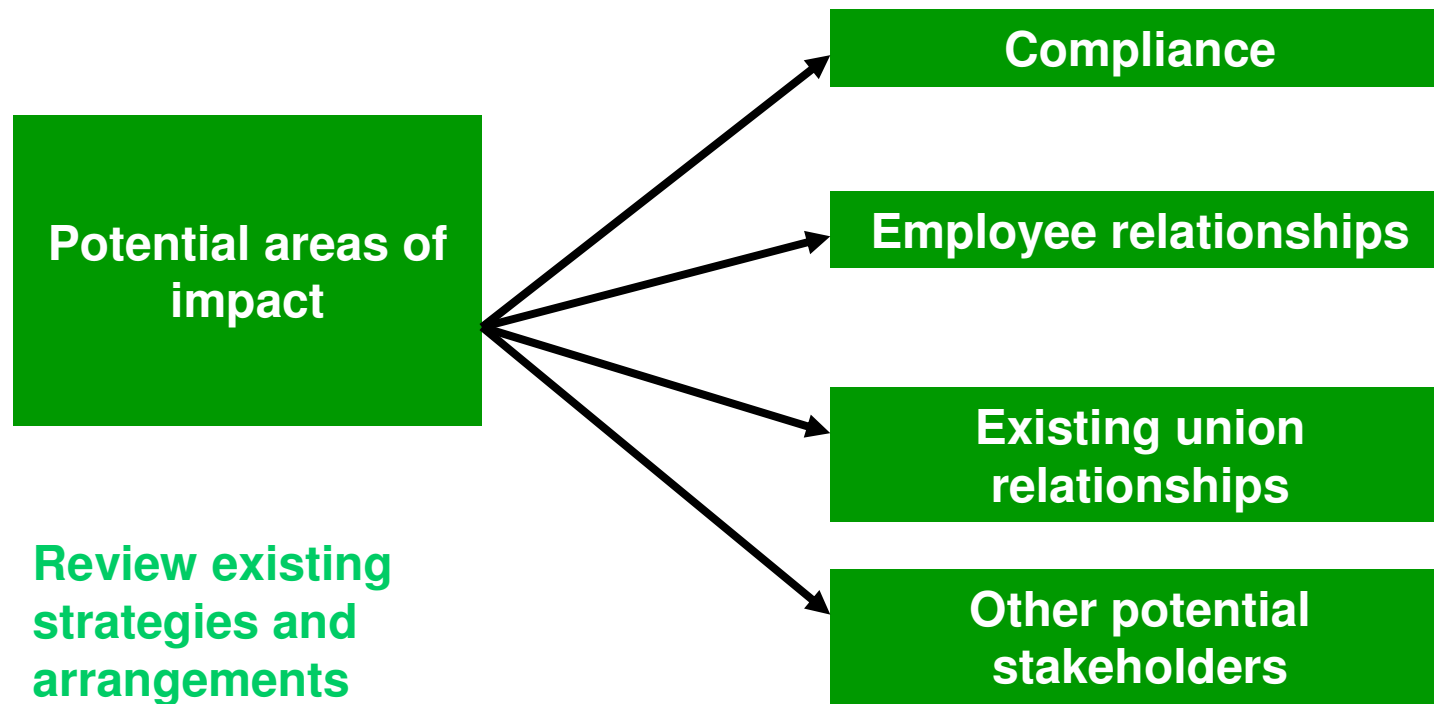 Potential areas of
impact
Review existing
strategies and
arrangements
Compliance
Employee relationships
Existing union
relationships
Other potential
stakeholders